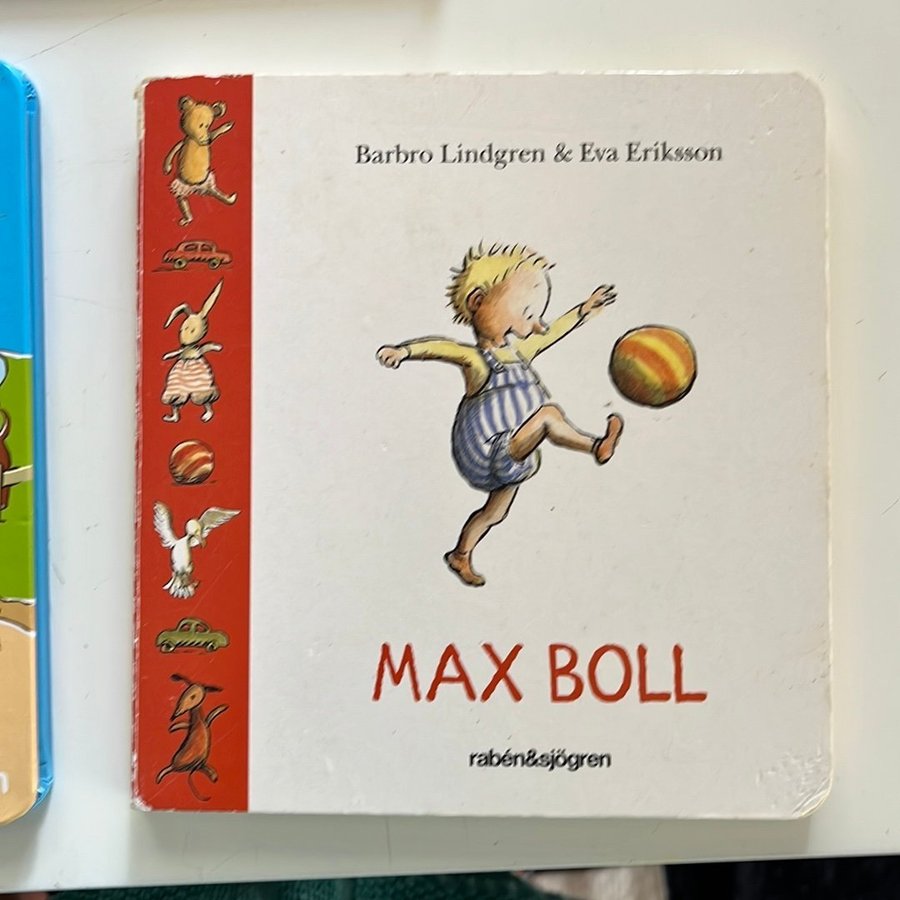 Barbro Lindgren & Eva Eriksson
MAX BOLL
rabén&sjögren